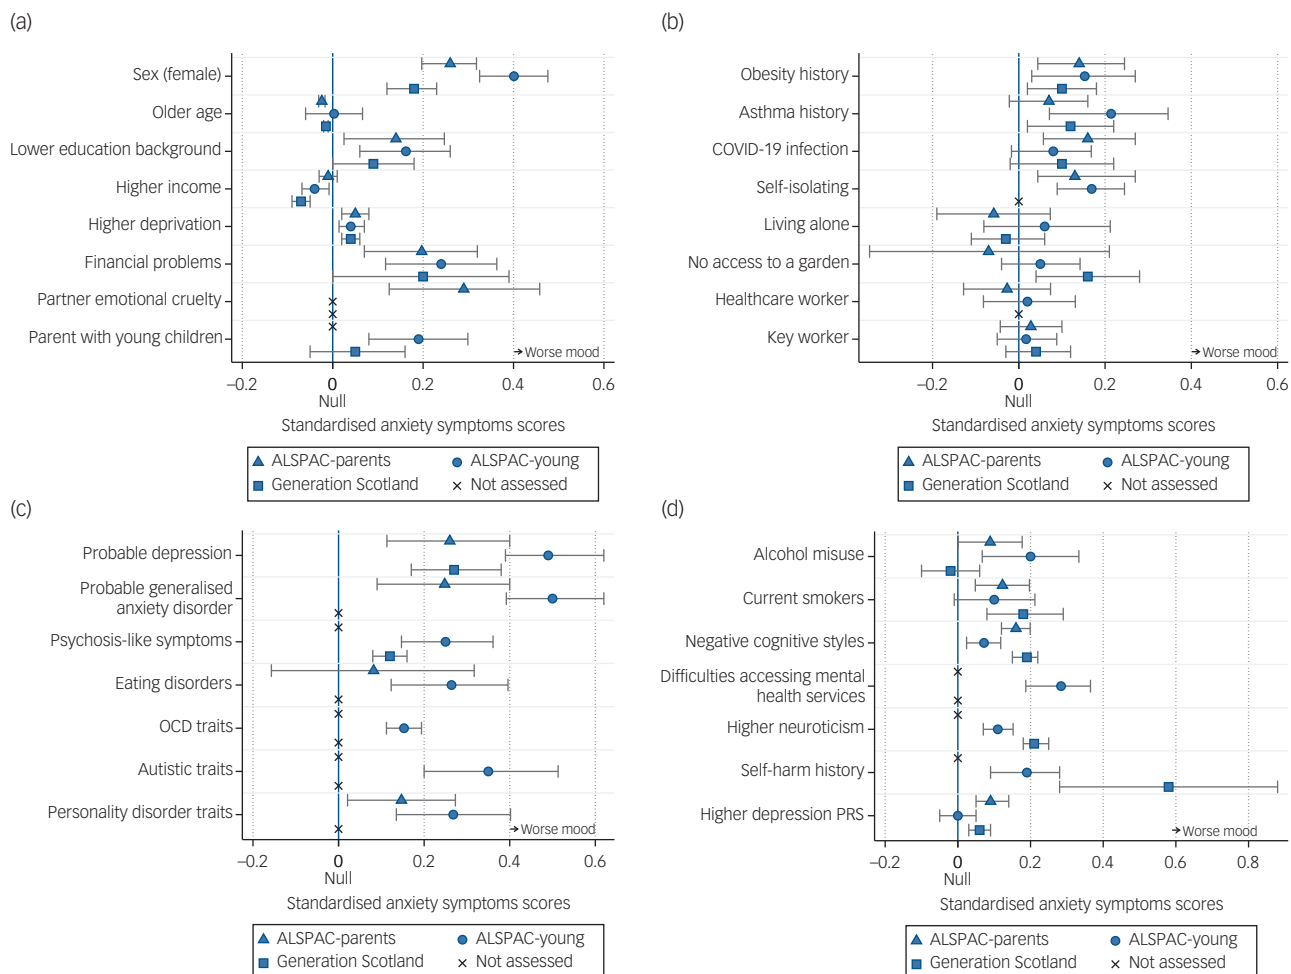 (a)
Sex (female)
Older age
Lower education background
Higher income
Higher deprivation
Financial problems
Partner emotional cruelty
Parent with young children
Worse mood
−0.2 0 0.2 0.4 0.6
Null
Standardised anxiety symptoms scores
ALSPAC-parents ALSPAC-young
Generation Scotland Not assessed
(b)
Obesity history
Asthma history
COVID-19 infection
Self-isolating
Living alone
No access to a garden
Healthcare worker
Key worker
Worse mood
−0.2 0 0.2 0.4 0.6
Null
Standardised anxiety symptoms scores
ALSPAC-parents ALSPAC-young
Generation Scotland Not assessed
(c)
Probable depression
Probable generalised
anxiety disorder
Psychosis-like symptoms
Eating disorders
OCD traits
Autistic traits
Personality disorder traits
Worse mood
−0.2 0 0.2 0.4 0.6
Null
Standardised anxiety symptoms scores
ALSPAC-parents ALSPAC-young
Generation Scotland Not assessed
(d)
Alcohol misuse
Current smokers
Negative cognitive styles
Difficulties accessing mental
health services
Higher neuroticism
Self-harm history
Higher depression PRS
Worse mood
−0.2 0 0.2 0.4 0.6 0.8
Null
Standardised anxiety symptoms scores
ALSPAC-parents ALSPAC-young
Generation Scotland Not assessed